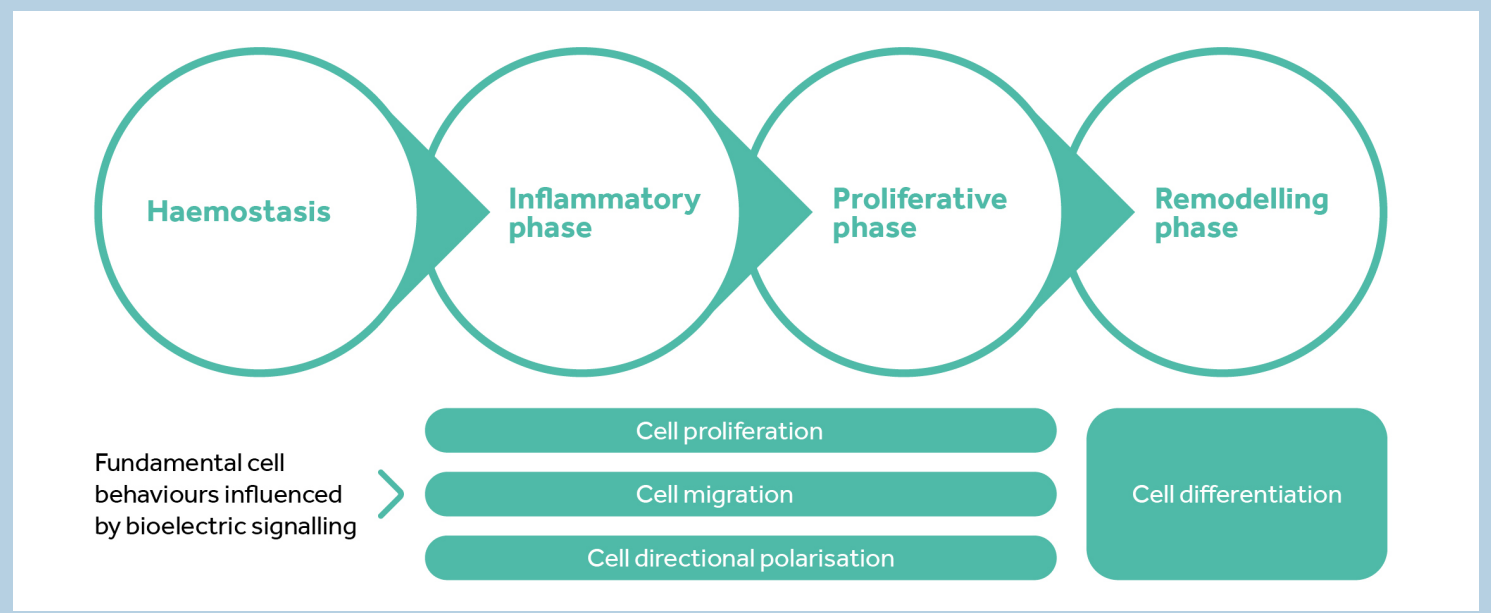 Haemostasis
Inflammatory
phase
Proliferative
phase
Remodelling
phase
Fundamental cell
behaviours influenced
by bioelectric signalling
Cell proliferation
Cell migration
Cell directional polarisation
Cell differentiation